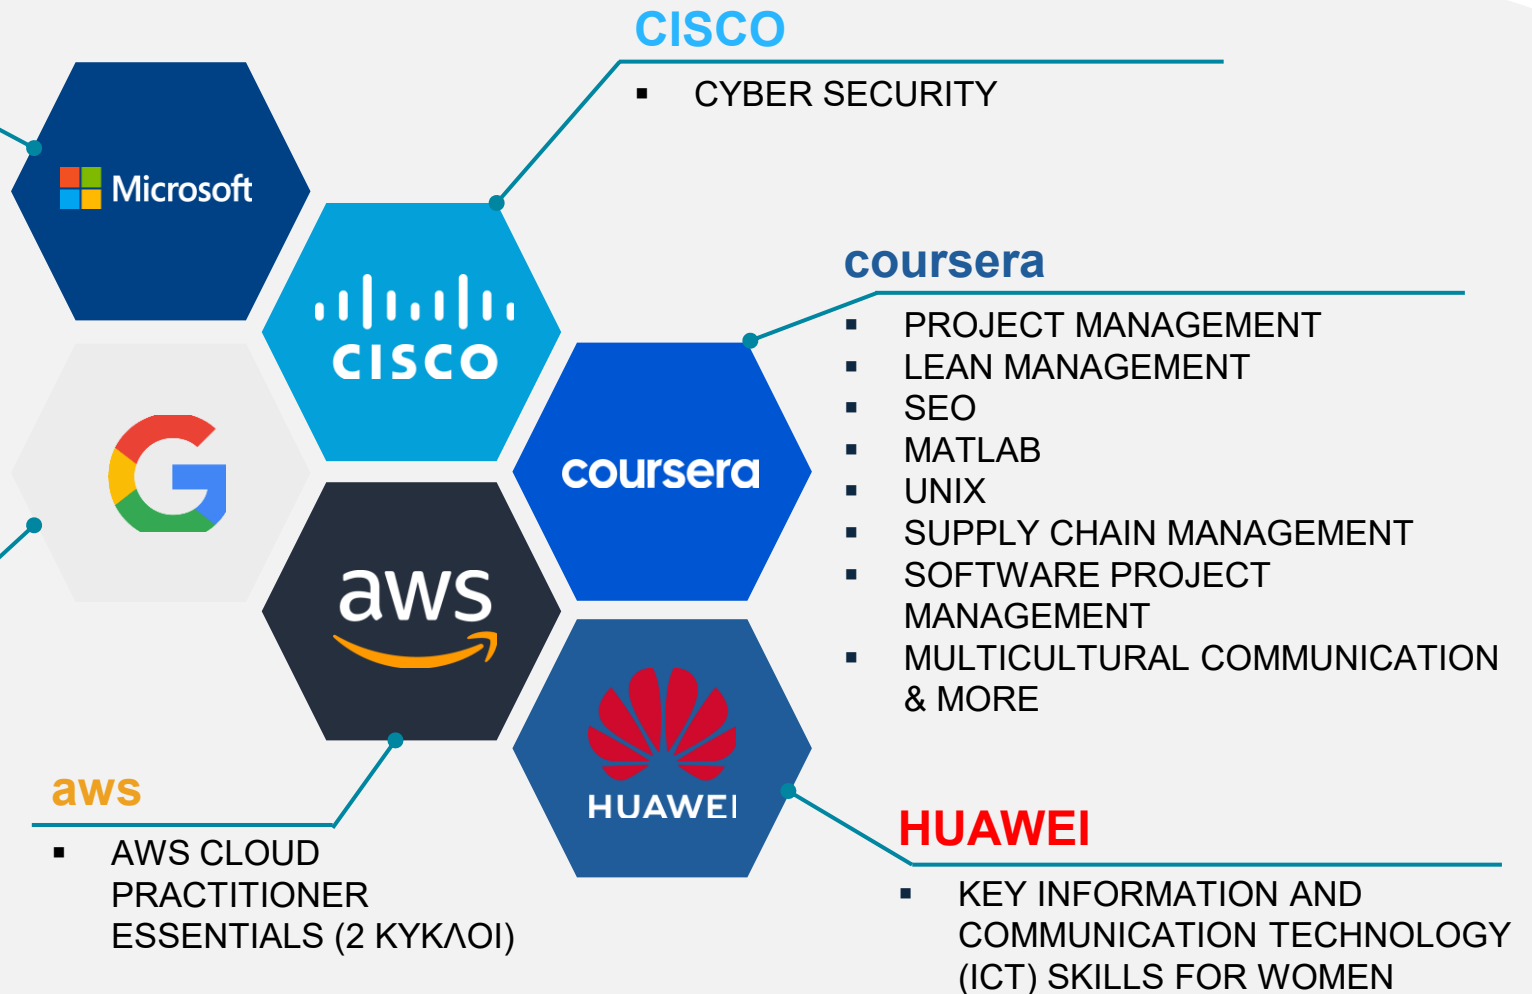 CISCO
▪ CYBER SECURITY
Microsoft
CISCO
coursera
coursera
▪ PROJECT MANAGEMENT
▪ LEAN MANAGEMENT
▪ SEO
▪ MATLAB
▪ UNIX
▪ SUPPLY CHAIN MANAGEMENT
▪ SOFTWARE PROJECT
MANAGEMENT
▪ MULTICULTURAL COMMUNICATION
& MORE
aws
HUAWEI
aws
▪ AWS CLOUD
PRACTITIONER
ESSENTIALS (2 ΚΥΚΛΟΙ)
HUAWEI
▪ KEY INFORMATION AND
COMMUNICATION TECHNOLOGY
(ICT) SKILLS FOR WOMEN